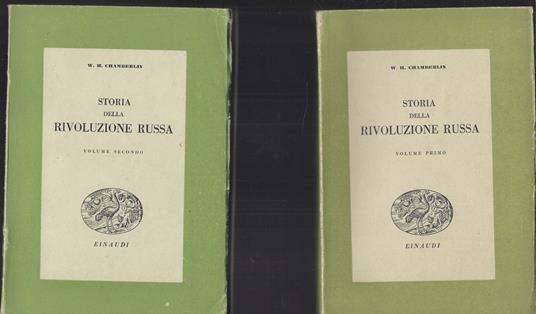 W. H. CHAMBERLIN
STORIA
DELLA
RIVOLUZIONE RUSSA
VOLUME SECONDO
EINAUDI
W. H. CHAMBERLIN
STORIA
DELLA
RIVOLUZIONE RUSSA
VOLUME PRIMO
EINAUDI